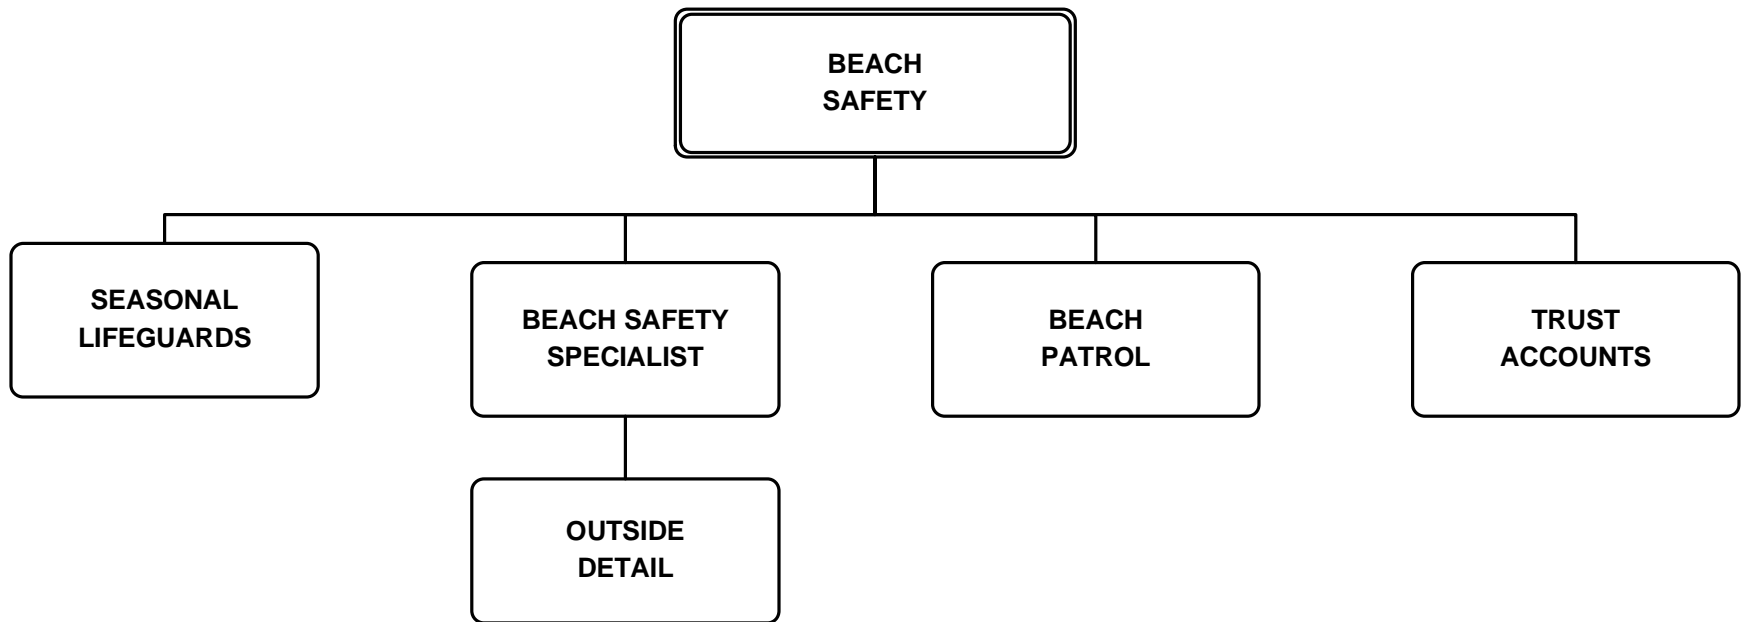 BEACH
SAFETY
SEASONAL
LIFEGUARDS
BEACH SAFETY
SPECIALIST
BEACH
PATROL
TRUST
ACCOUNTS
OUTSIDE
DETAIL